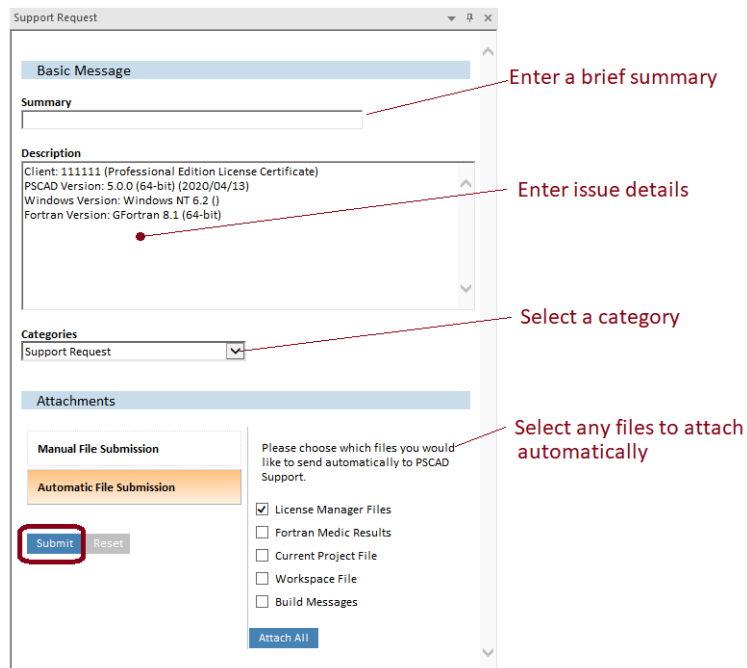 Support Request
Basic Message
Enter a brief summary
Summary
Description
Client: 111111 (Professional Edition License Certificate)
PSCAD Version: 5.0.0 (64-bit) (2020/04/13)
Windows Version: Windows NT 6.2 ()
Fortran Version: GFortran 8.1 (64-bit)
Enter issue details
Select a category
Categories
Support Request
Attachments
Select any files to attach
automatically
Manual File Submission
Automatic File Submission
Please choose which files you would
like to send automatically to PSCAD
Support.
License Manager Files
Fortran Medic Results
Current Project File
Workspace File
Build Messages
Submit
Reset
Attach All